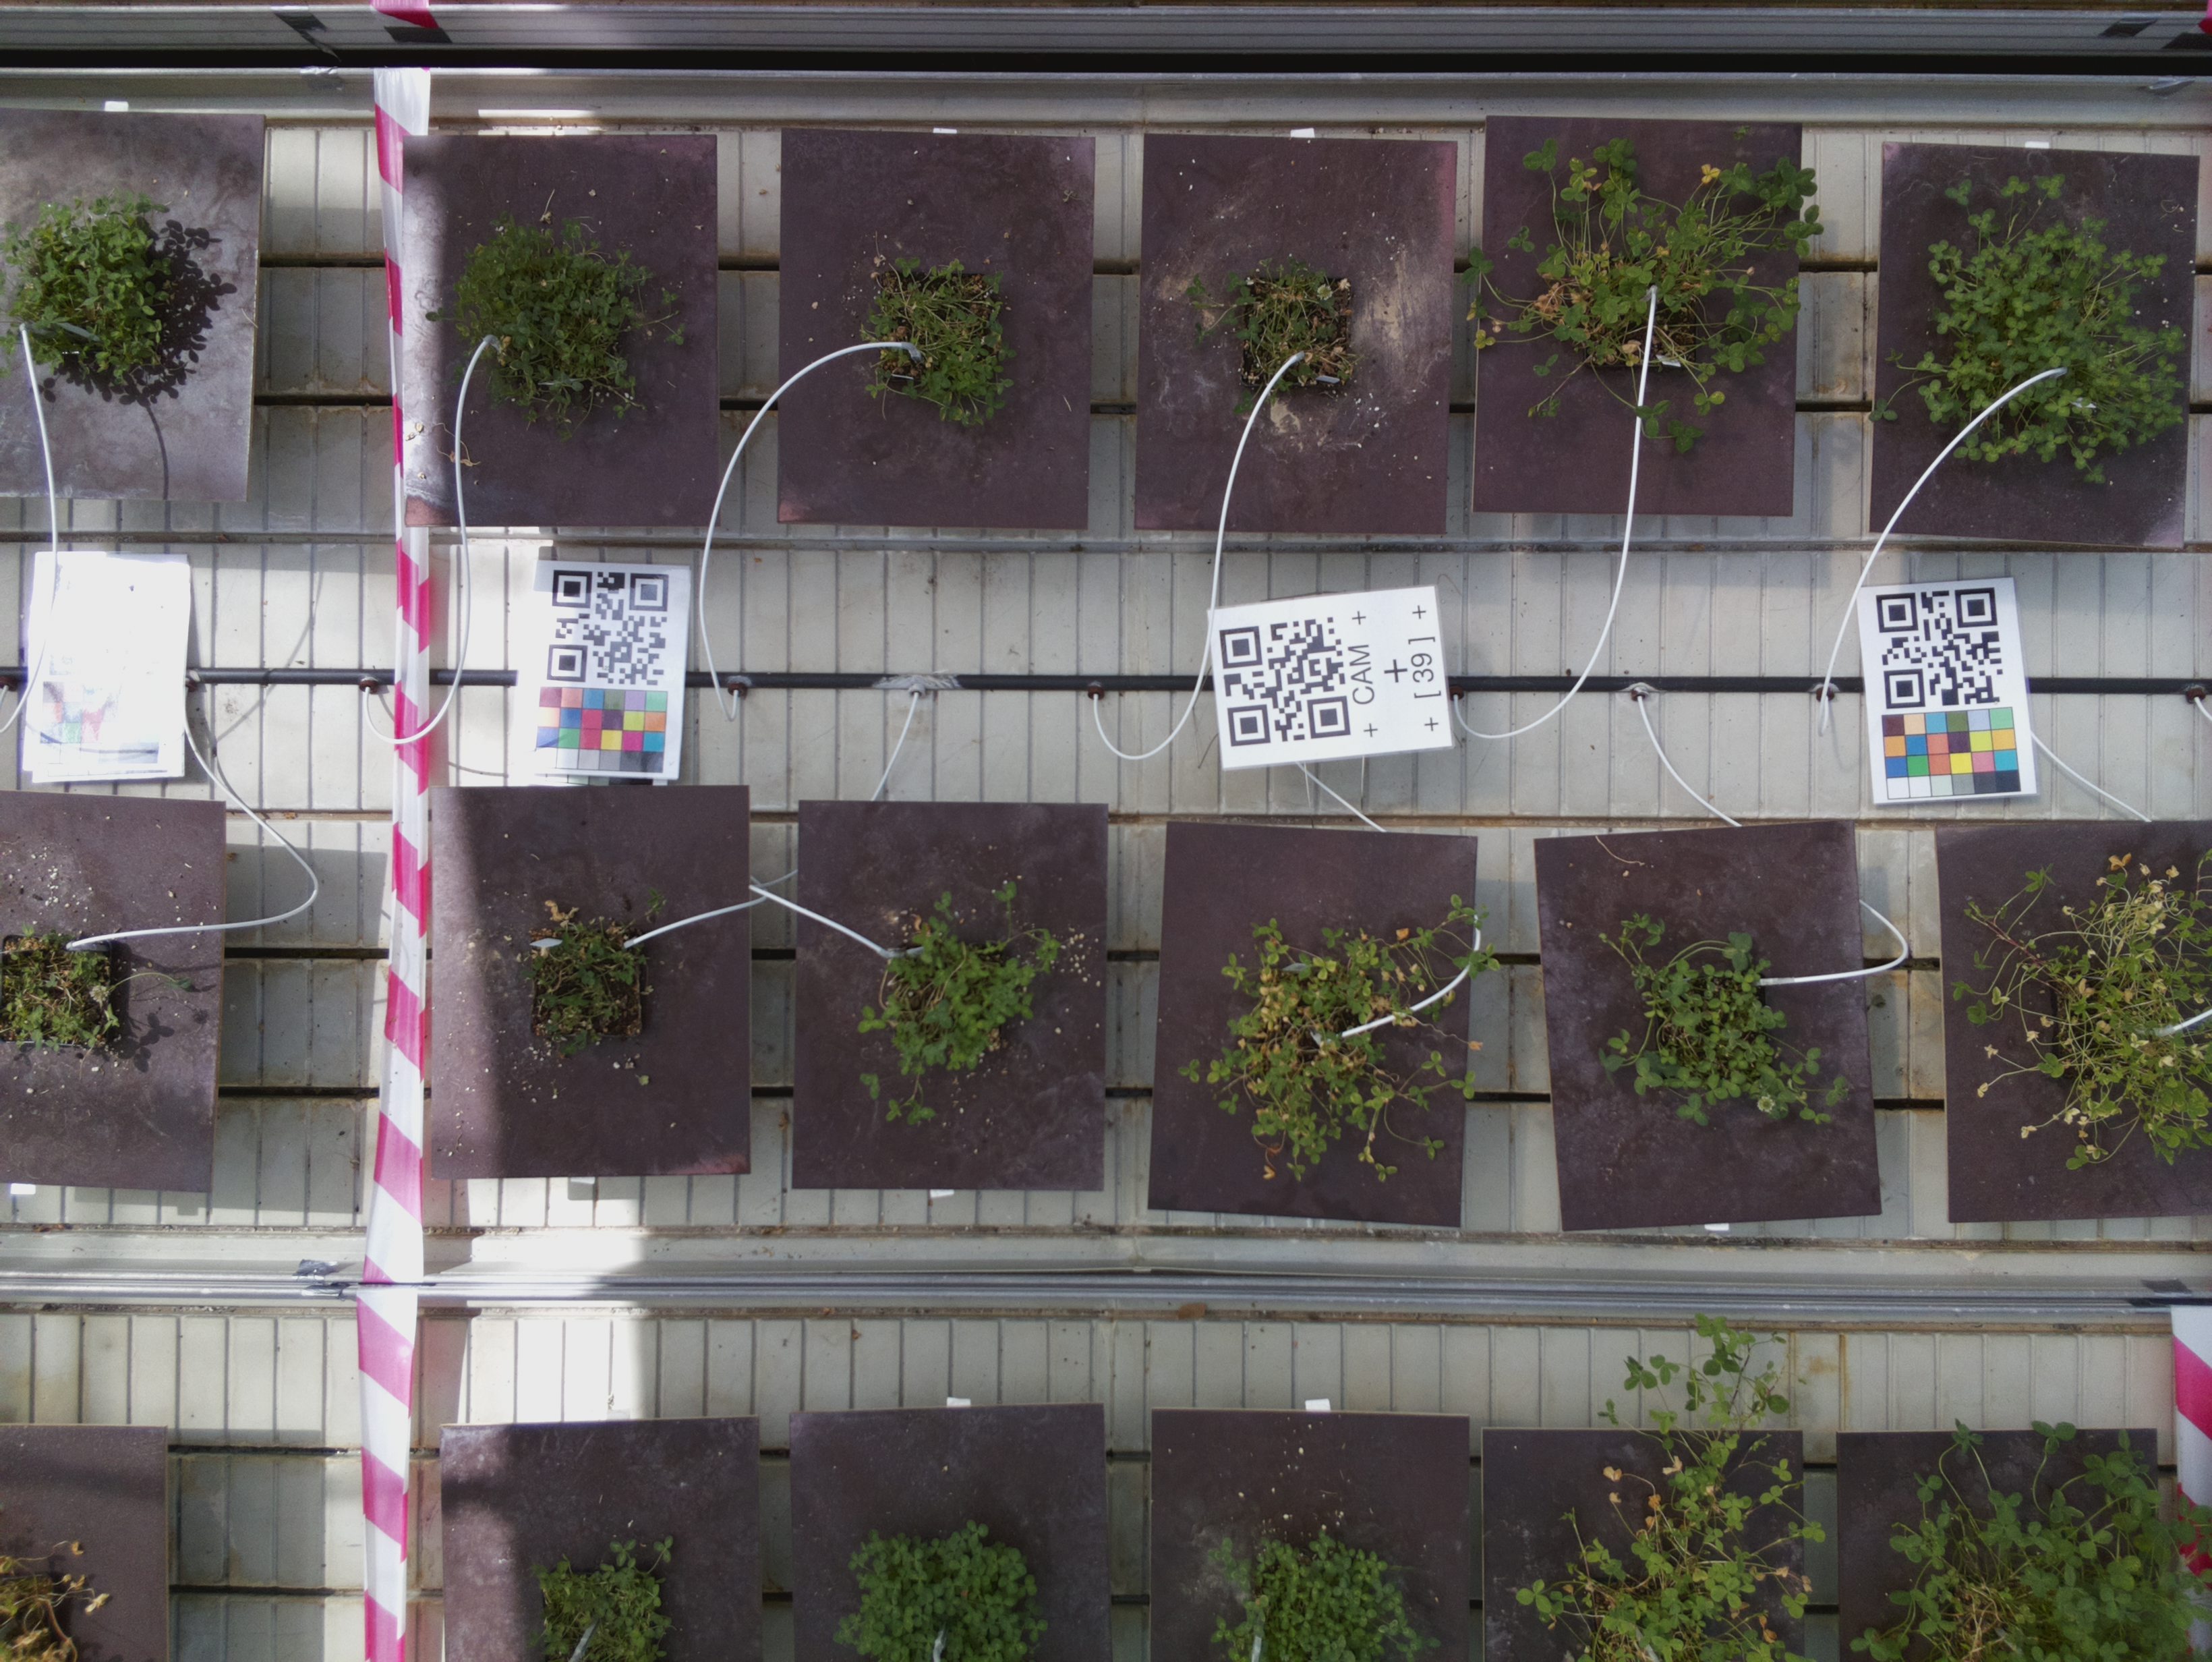 + CAM +
+
+ [ 39 ] +